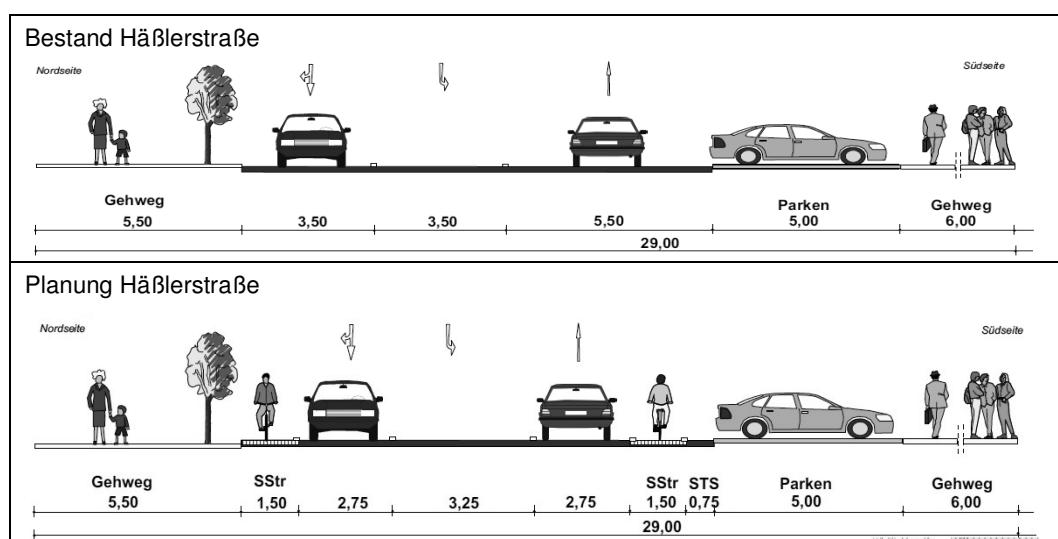 Bestand Häßlerstraße
Nordseite Südseite
Gehweg Parken Gehweg
5,50 3,50 3,50 5,50 5,00 6,00
29,00
Planung Häßlerstraße
Nordseite Südseite
Gehweg SStr SStr STS Parken Gehweg
5,50 1,50 2,75 3,25 2,75 1,50 0,75 5,00 6,00
29,00